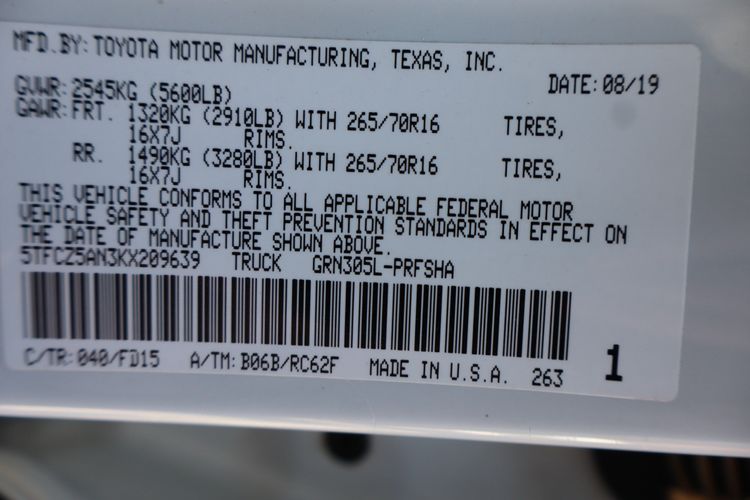 MFD.BY: TOYOTA MOTOR MANUFACTURING, TEXAS, INC.
DATE: 08/19
GVWR: 2545KG (5600LB)
GAWR: FRT. 1320KG (2910LB) WITH 265/70R16 TIRES,
16X7J RIMS.
RR. 1490KG (3280LB) WITH 265/70R16 TIRES,
16X7J RIMS.
THIS VEHICLE CONFORMS TO ALL APPLICABLE FEDERAL MOTOR
VEHICLE SAFETY AND THEFT PREVENTION STANDARDS IN EFFECT ON
THE DATE OF MANUFACTURE SHOWN ABOVE.
5TFCZ5AN3KX209639 TRUCK GRN305L-PRFSHA
C/TR: 040/FD15 A/TM: B06B/RC62F MADE IN U.S.A. 263 1